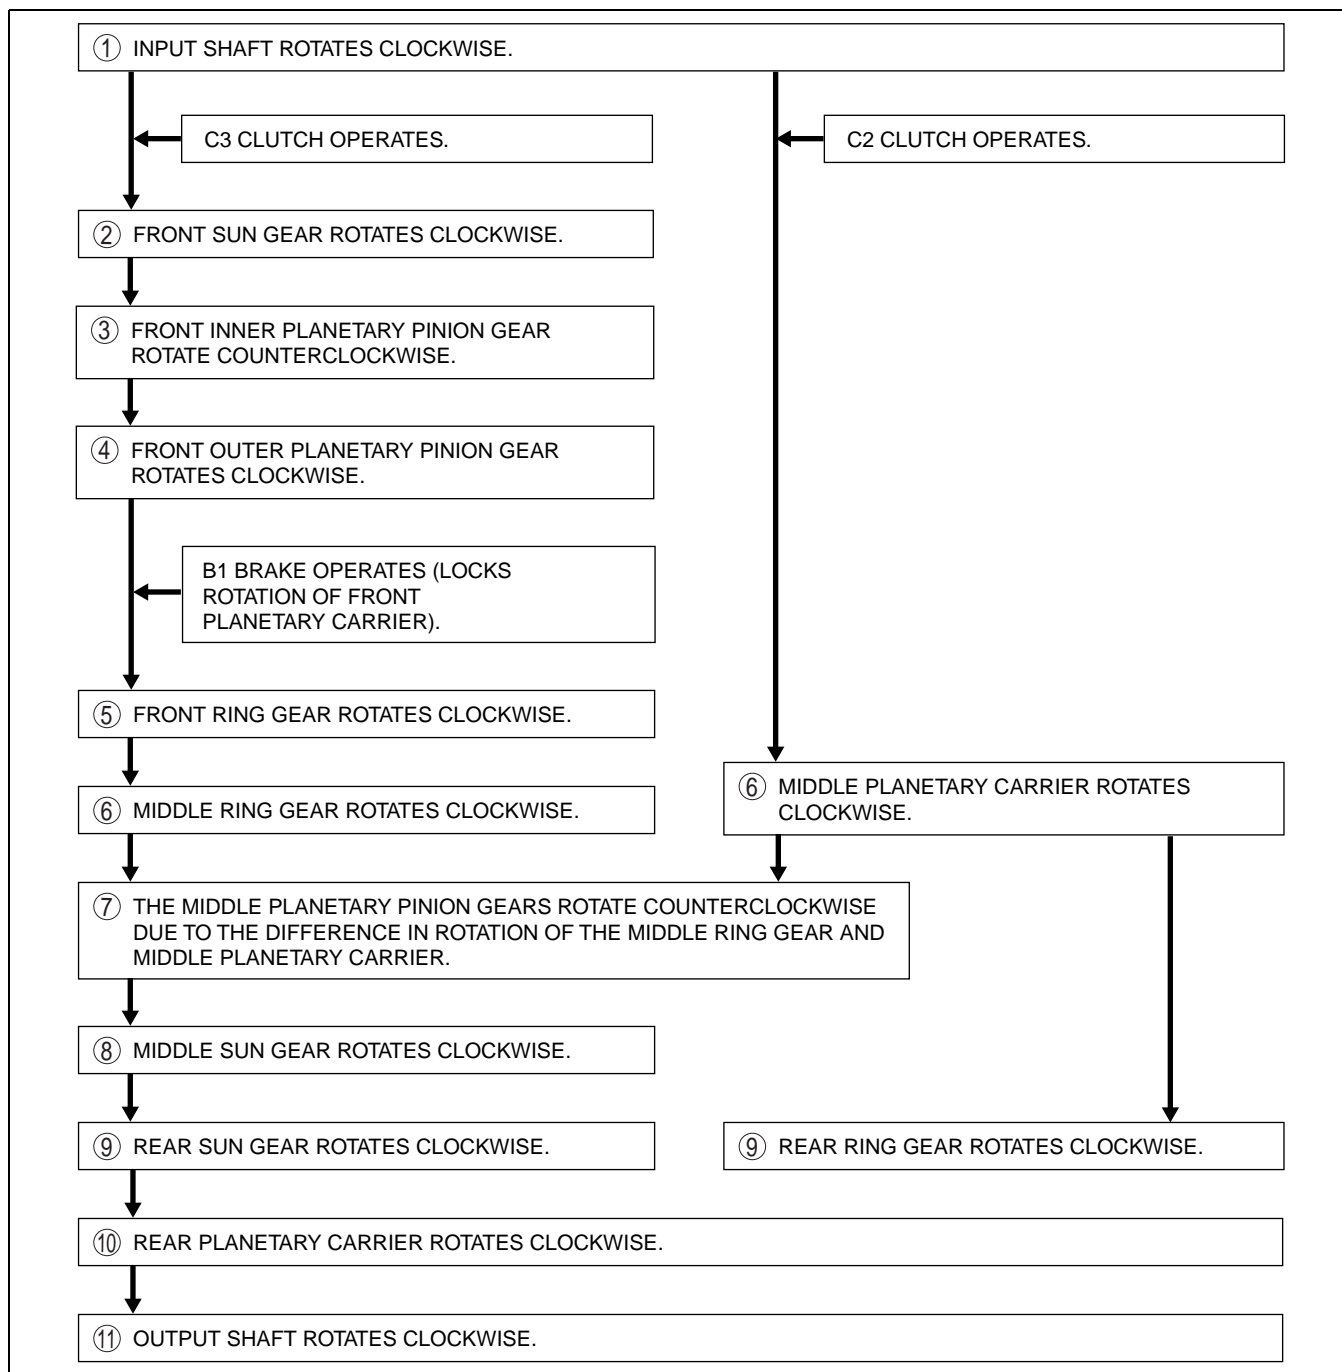 ① INPUT SHAFT ROTATES CLOCKWISE.
C3 CLUTCH OPERATES.
C2 CLUTCH OPERATES.
② FRONT SUN GEAR ROTATES CLOCKWISE.
③ FRONT INNER PLANETARY PINION GEAR
ROTATE COUNTERCLOCKWISE.
④ FRONT OUTER PLANETARY PINION GEAR
ROTATES CLOCKWISE.
B1 BRAKE OPERATES (LOCKS
ROTATION OF FRONT
PLANETARY CARRIER).
⑤ FRONT RING GEAR ROTATES CLOCKWISE.
⑥ MIDDLE RING GEAR ROTATES CLOCKWISE.
⑥ MIDDLE PLANETARY CARRIER ROTATES
CLOCKWISE.
⑦ THE MIDDLE PLANETARY PINION GEARS ROTATE COUNTERCLOCKWISE
DUE TO THE DIFFERENCE IN ROTATION OF THE MIDDLE RING GEAR AND
MIDDLE PLANETARY CARRIER.
⑧ MIDDLE SUN GEAR ROTATES CLOCKWISE.
⑨ REAR SUN GEAR ROTATES CLOCKWISE.
⑨ REAR RING GEAR ROTATES CLOCKWISE.
⑩ REAR PLANETARY CARRIER ROTATES CLOCKWISE.
⑪ OUTPUT SHAFT ROTATES CLOCKWISE.